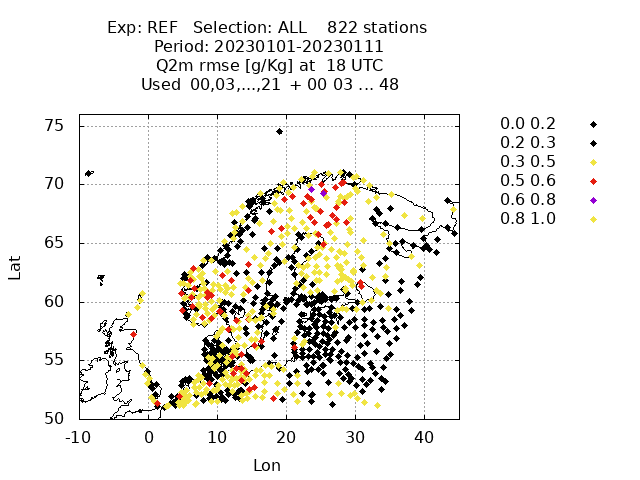 Exp: REF   Selection: ALL    822 stations
Period: 20230101-20230111
Q2m rmse [g/Kg] at  18 UTC
Used  00,03,...,21  + 00 03 ... 48
0.0 0.2
0.2 0.3
0.3 0.5
0.5 0.6
0.6 0.8
0.8 1.0
75
70
65
60
55
50
Lat
-10 0 10 20 30 40
Lon